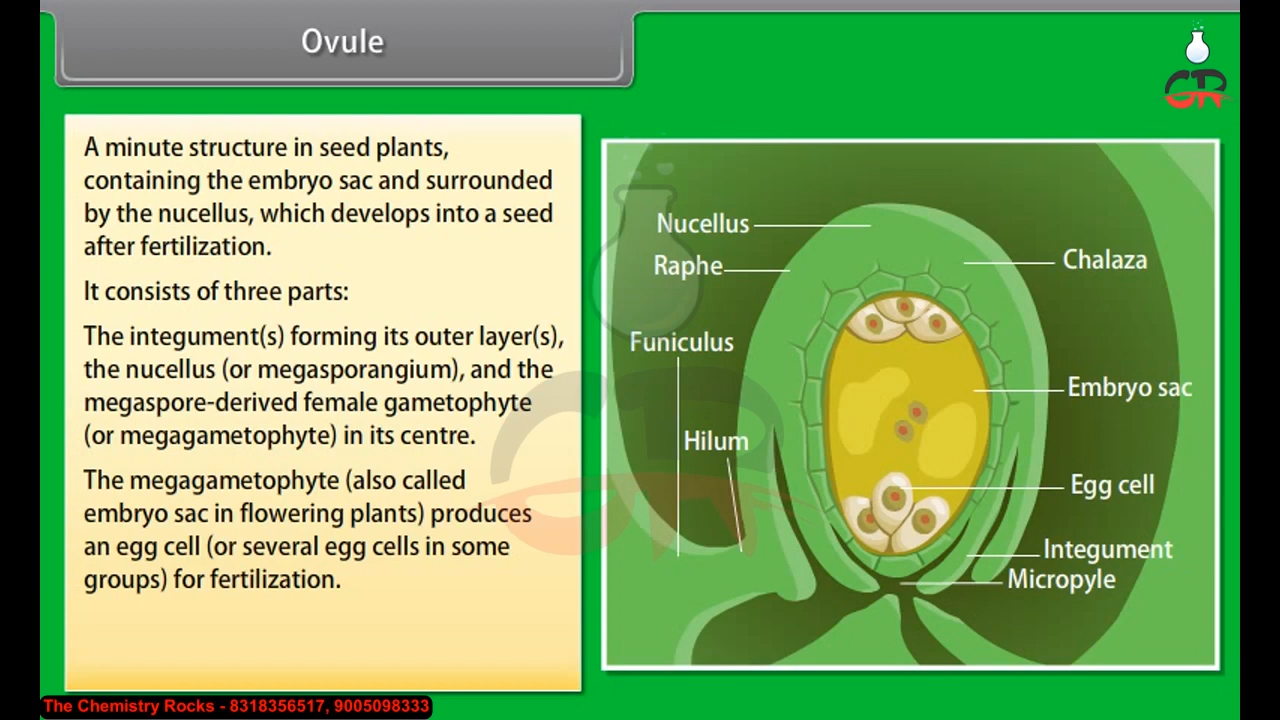 Ovule
GR
A minute structure in seed plants,
containing the embryo sac and surrounded
by the nucellus, which develops into a seed
after fertilization.
It consists of three parts:
The integument(s) forming its outer layer(s),
the nucellus (or megasporangium), and the
megaspore-derived female gametophyte
(or megagametophyte) in its centre.
The megagametophyte (also called
embryo sac in flowering plants) produces
an egg cell (or several egg cells in some
groups) for fertilization.
Nucellus
Raphe
Chalaza
Funiculus
Embryo sac
Hilum
Egg cell
Integument
Micropyle
GR
The Chemistry Rocks - 8318356517, 9005098333